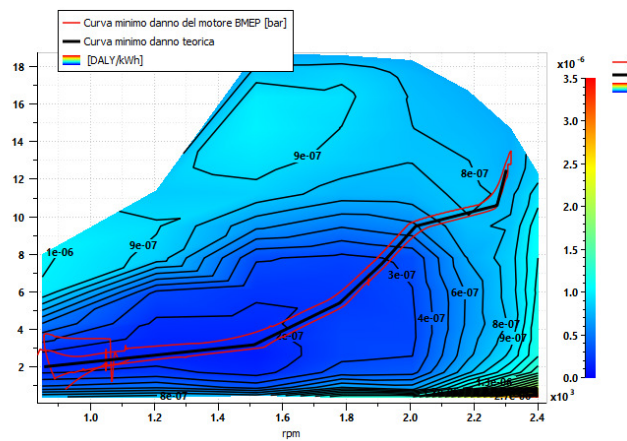 Curva minimo danno del motore BMEP [bar]
Curva minimo danno teorica
[DALY/kWh]
x10⁻⁶
18
16
14
12
10
8
6
4
2
3.5
3.0
2.5
2.0
1.5
1.0
0.5
0.0
9e-07
8e-07
1e-06
9e-07
3e-07
6e-07
4e-07
8e-07
9e-07
8e-07
1.0
1.2
1.4
1.6
1.8
2.0
2.2
2.4
x10³
rpm